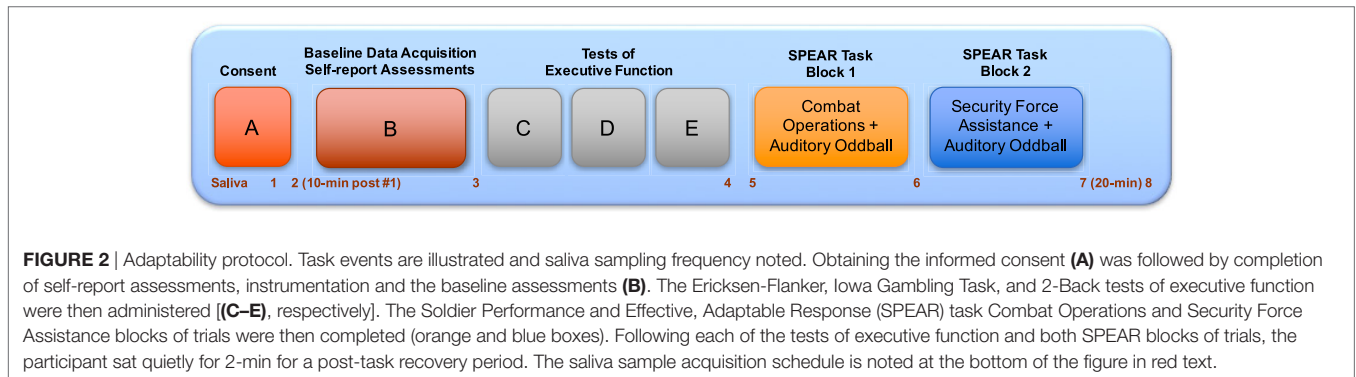 Consent
Baseline Data Acquisition
Self-report Assessments
Tests of
Executive Function
SPEAR Task
Block 1
SPEAR Task
Block 2
A
B
C
D
E
Combat
Operations +
Auditory Oddball
Security Force
Assistance +
Auditory Oddball
Saliva 1 2 (10-min post #1) 3 4 5 6 7 (20-min) 8
FIGURE 2 | Adaptability protocol. Task events are illustrated and saliva sampling frequency noted. Obtaining the informed consent (A) was followed by completion
of self-report assessments, instrumentation and the baseline assessments (B). The Ericksen-Flanker, Iowa Gambling Task, and 2-Back tests of executive function
were then administered [(C–E), respectively]. The Soldier Performance and Effective, Adaptable Response (SPEAR) task Combat Operations and Security Force
Assistance blocks of trials were then completed (orange and blue boxes). Following each of the tests of executive function and both SPEAR blocks of trials, the
participant sat quietly for 2-min for a post-task recovery period. The saliva sample acquisition schedule is noted at the bottom of the figure in red text.